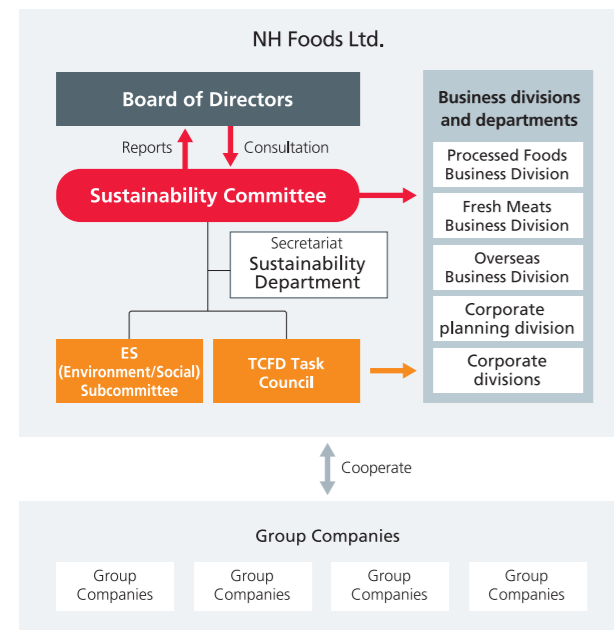 NH Foods Ltd.
Board of Directors
Reports
Consultation
Sustainability Committee
Secretariat
Sustainability
Department
ES
(Environment/Social)
Subcommittee
TCFD Task
Council
Business divisions
and departments
Processed Foods
Business Division
Fresh Meats
Business Division
Overseas
Business Division
Corporate
planning division
Corporate
divisions
Cooperate
Group Companies
Group
Companies
Group
Companies
Group
Companies
Group
Companies